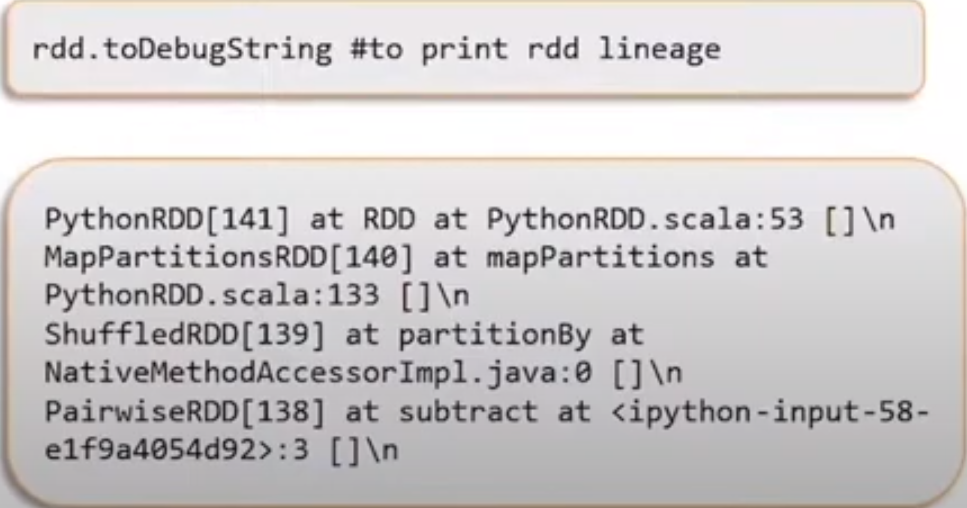 rdd.toDebugString #to print rdd lineage
PythonRDD[141] at RDD at PythonRDD.scala:53 []\n
MapPartitionsRDD[140] at mapPartitions at
PythonRDD.scala:133 []\n
ShuffledRDD[139] at partitionBy at
NativeMethodAccessorImpl.java:0 []\n
PairwiseRDD[138] at subtract at <ipython-input-58-
e1f9a4054d92>:3 []\n